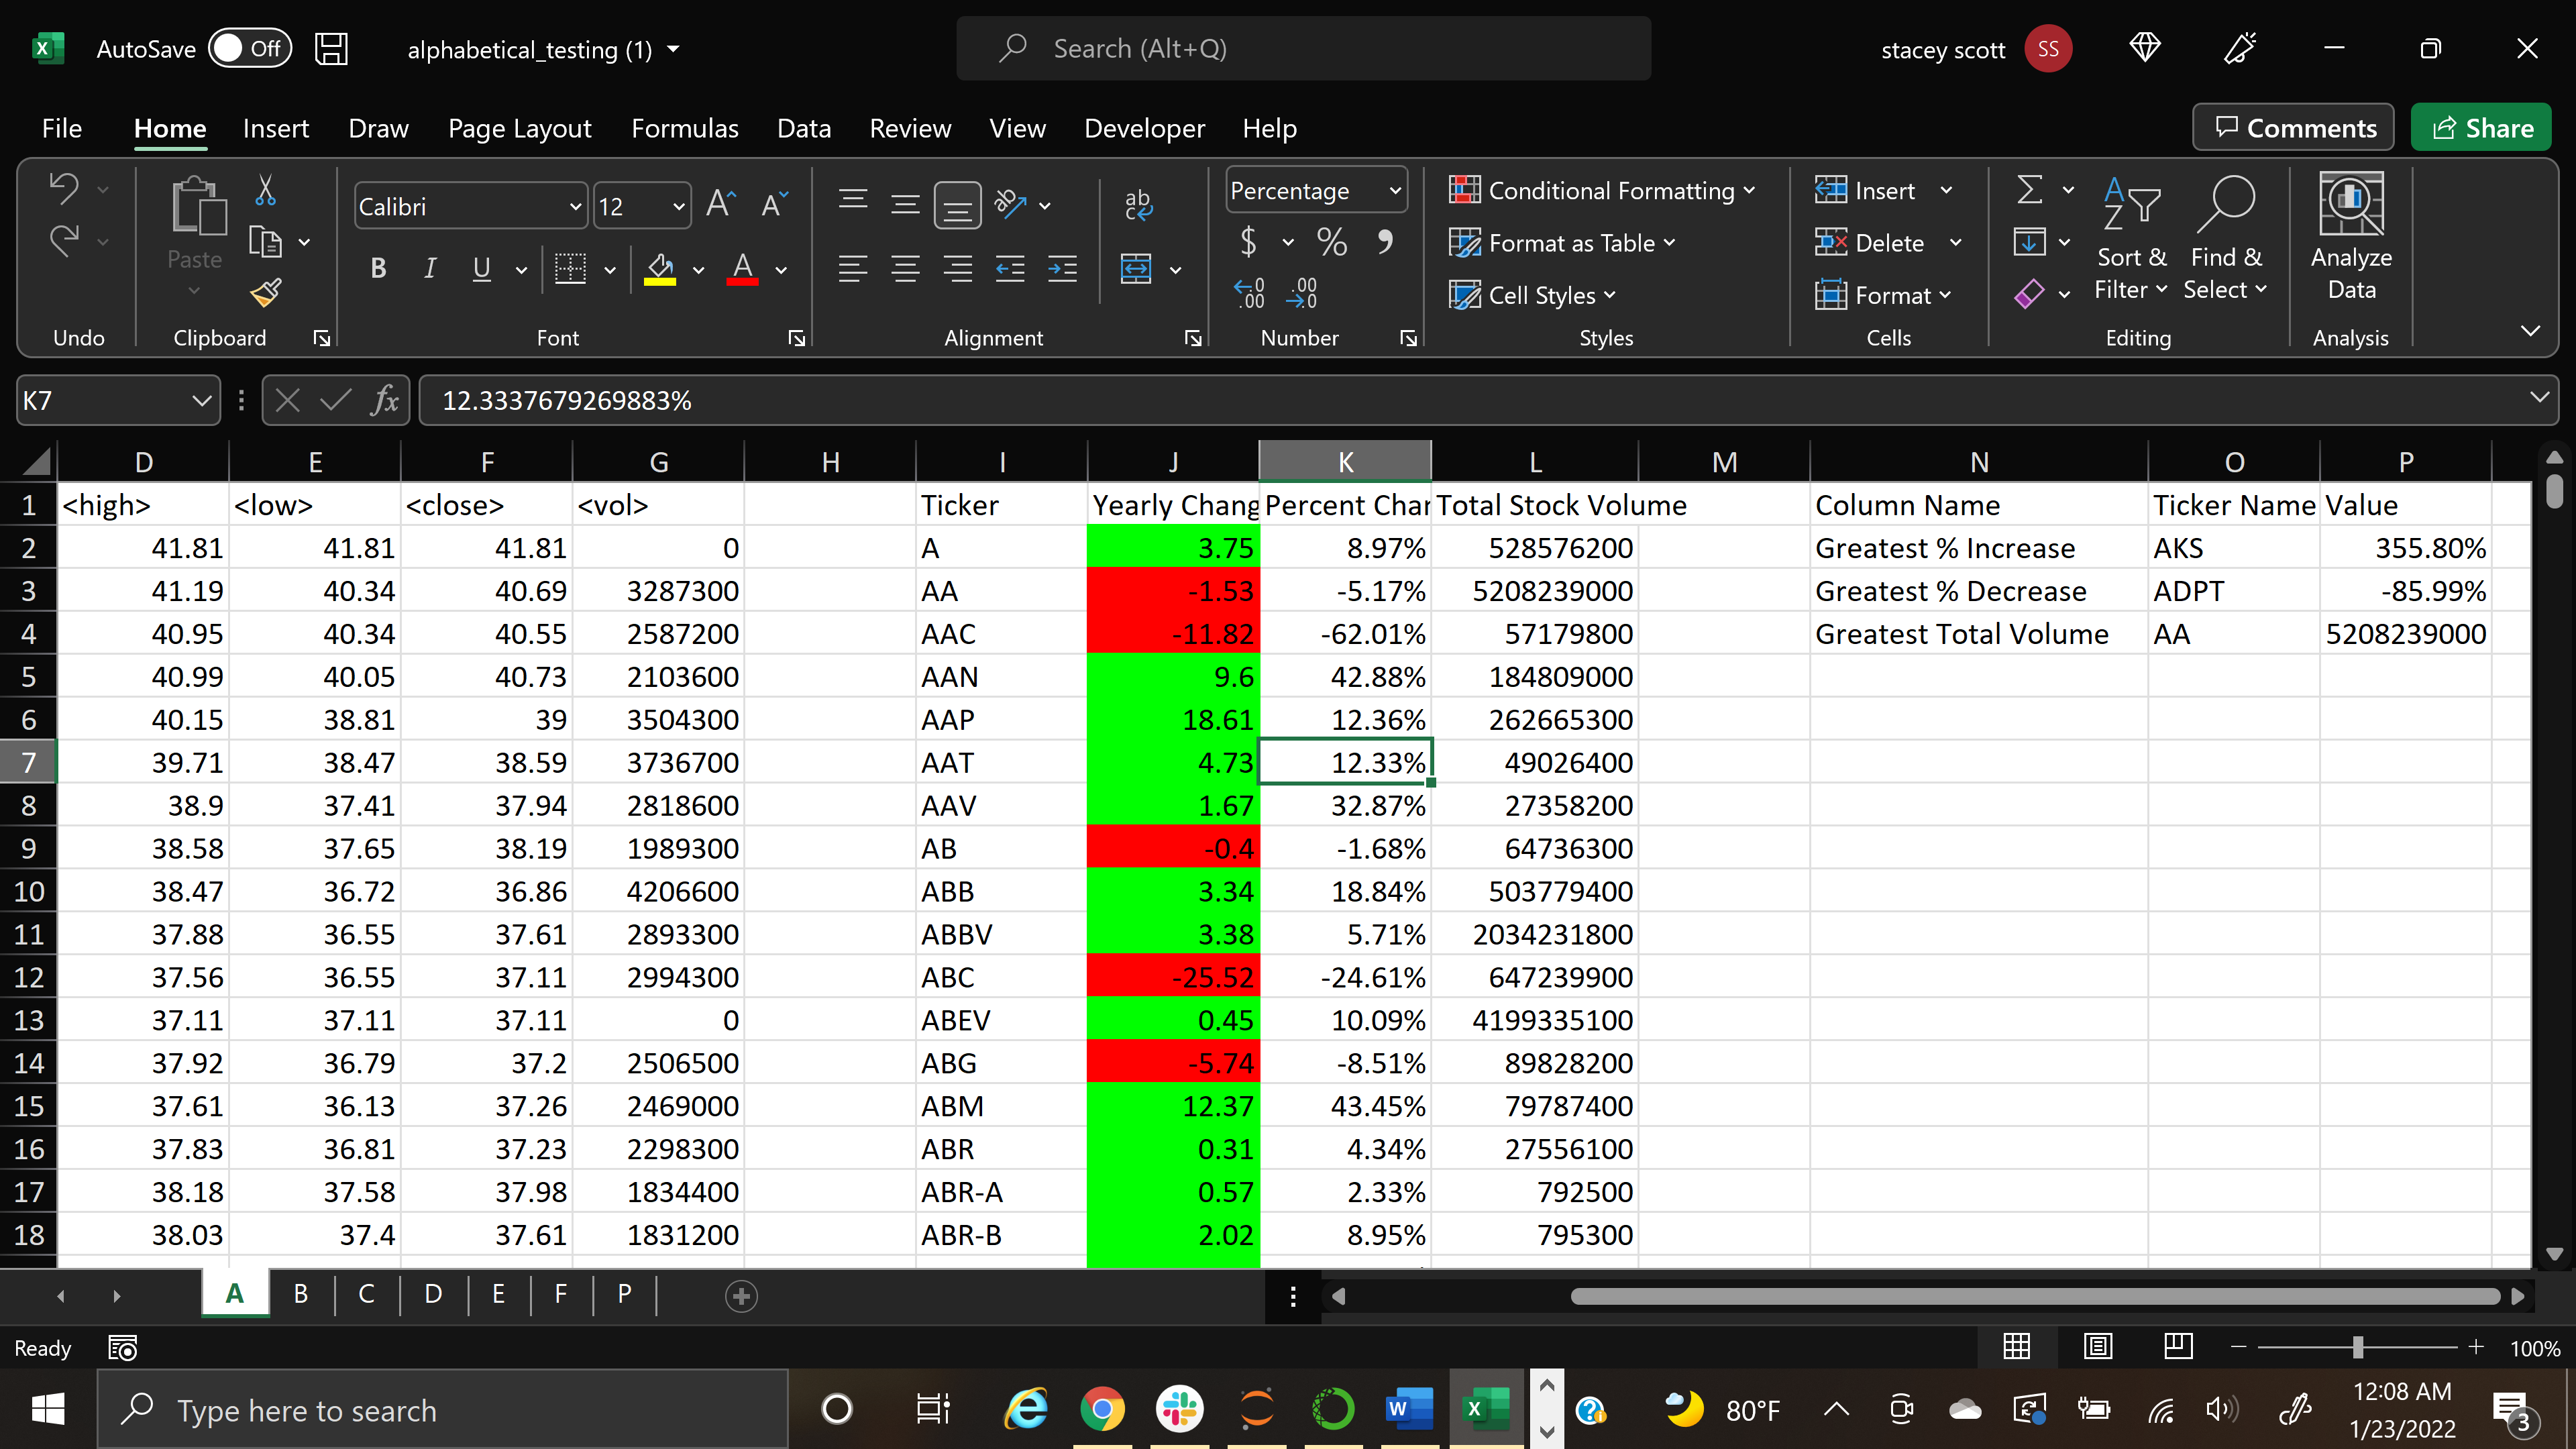 AutoSave Off alphabetical_testing (1) Search (Alt+Q) stacey scott SS
File Home Insert Draw Page Layout Formulas Data Review View Developer Help Comments Share
Paste Calibri 12 ab c Percentage Conditional Formatting Insert
B I U A $ % Format as Table Delete Sort & Filter Find & Select Analyze Data
Cell Styles Format
Undo Clipboard Font Alignment Number Styles Cells Editing Analysis
K7 fx 12.3337679269883%
D E F G H I J K L M N O P
1 <high> <low> <close> <vol> Ticker Yearly Chang Percent Char Total Stock Volume Column Name Ticker Name Value
2 41.81 41.81 41.81 0 A 3.75 8.97% 528576200 Greatest % Increase AKS 355.80%
3 41.19 40.34 40.69 3287300 AA -1.53 -5.17% 5208239000 Greatest % Decrease ADPT -85.99%
4 40.95 40.34 40.55 2587200 AAC -11.82 -62.01% 57179800 Greatest Total Volume AA 5208239000
5 40.99 40.05 40.73 2103600 AAN 9.6 42.88% 184809000
6 40.15 38.81 39 3504300 AAP 18.61 12.36% 262665300
7 39.71 38.47 38.59 3736700 AAT 4.73 12.33% 49026400
8 38.9 37.41 37.94 2818600 AAV 1.67 32.87% 27358200
9 38.58 37.65 38.19 1989300 AB -0.4 -1.68% 64736300
10 38.47 36.72 36.86 4206600 ABB 3.34 18.84% 503779400
11 37.88 36.55 37.61 2893300 ABBV 3.38 5.71% 2034231800
12 37.56 36.55 37.11 2994300 ABC -25.52 -24.61% 647239900
13 37.11 37.11 37.11 0 ABEV 0.45 10.09% 4199335100
14 37.92 36.79 37.2 2506500 ABG -5.74 -8.51% 89828200
15 37.61 36.13 37.26 2469000 ABM 12.37 43.45% 79787400
16 37.83 36.81 37.23 2298300 ABR 0.31 4.34% 27556100
17 38.18 37.58 37.98 1834400 ABR-A 0.57 2.33% 792500
18 38.03 37.4 37.61 1831200 ABR-B 2.02 8.95% 795300
A B C D E F P
Ready 100%
Type here to search 80°F 12:08 AM
1/23/2022 3